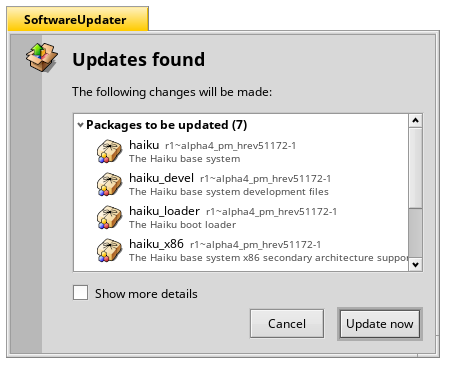 SoftwareUpdater
Updates found
The following changes will be made:
Packages to be updated (7)
haiku r1~alpha4_pm_hrev51172-1
The Haiku base system
haiku_devel r1~alpha4_pm_hrev51172-1
The Haiku base system development files
haiku_loader r1~alpha4_pm_hrev51172-1
The Haiku boot loader
haiku_x86 r1~alpha4_pm_hrev51172-1
The Haiku base system x86 secondary architecture suppor
Show more details
Cancel Update now